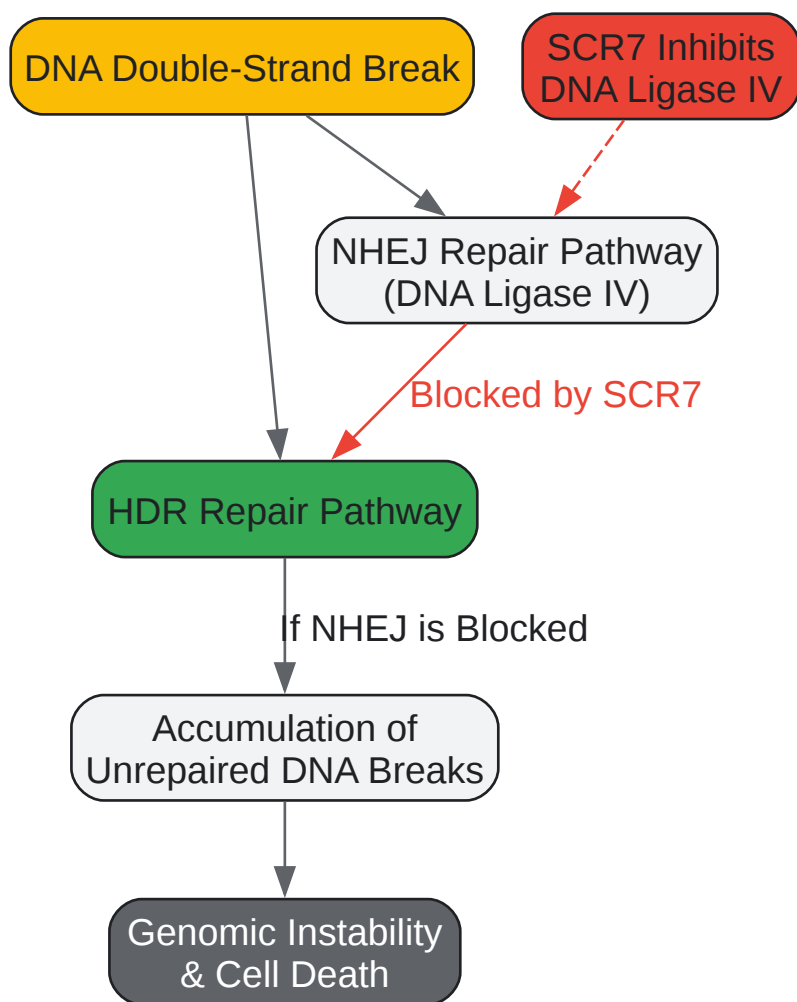 DNA Double-Strand Break
SCR7 Inhibits
DNA Ligase IV
NHEJ Repair Pathway
(DNA Ligase IV)
Blocked by SCR7
HDR Repair Pathway
If NHEJ is Blocked
Accumulation of
Unrepaired DNA Breaks
Genomic Instability
& Cell Death